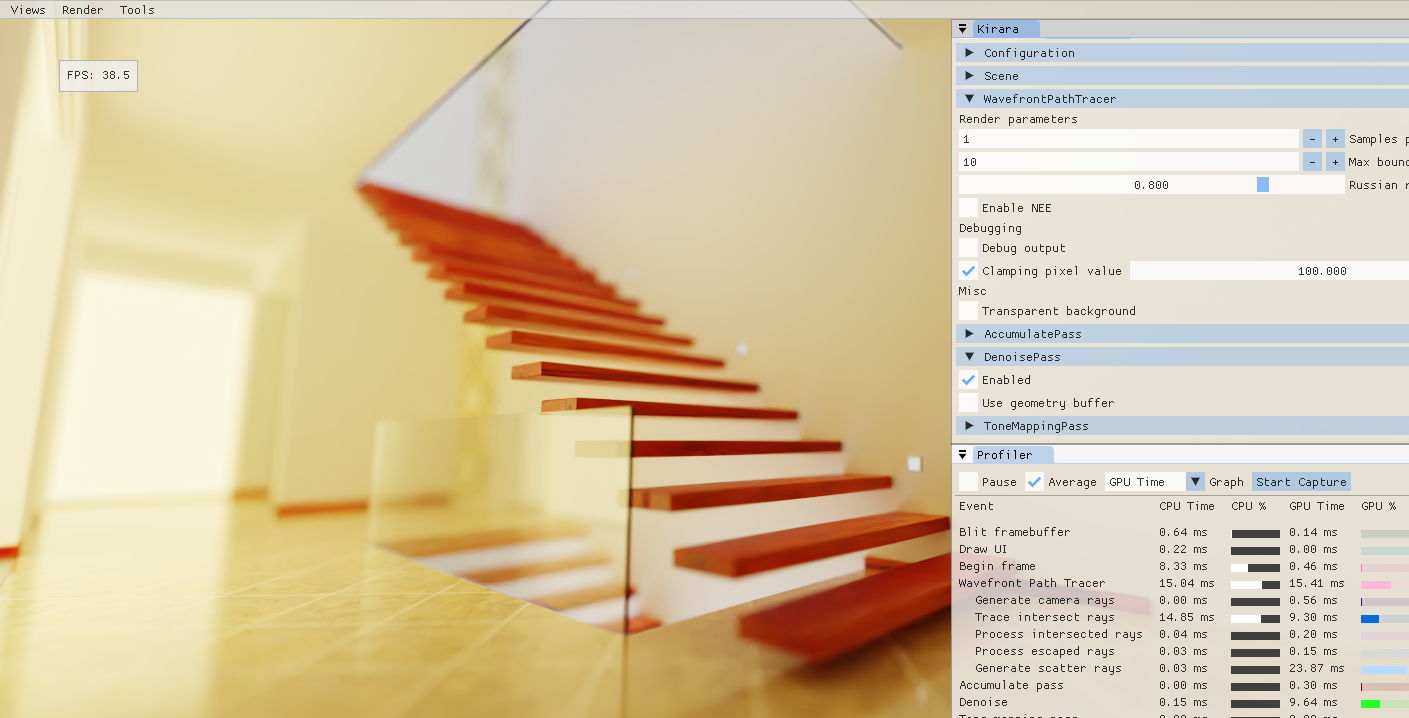 Views Render Tools
FPS: 38.5
Kirara
Configuration
Scene
WavefrontPathTracer
Render parameters
1 - + Samples p
10 - + Max bounc
0.800 Russian r
Enable NEE
Debugging
Debug output
Clamping pixel value 100.000
Misc
Transparent background
AccumulatePass
DenoisePass
Enabled
Use geometry buffer
ToneMappingPass
Profiler
Pause Average GPU Time Graph Start Capture
Event CPU Time CPU % GPU Time GPU %
Blit framebuffer 0.64 ms 0.14 ms
Draw UI 0.22 ms 0.00 ms
Begin frame 8.33 ms 0.46 ms
Wavefront Path Tracer 15.04 ms 15.41 ms
Generate camera rays 0.00 ms 0.56 ms
Trace intersect rays 14.85 ms 9.30 ms
Process intersected rays 0.04 ms 0.20 ms
Process escaped rays 0.03 ms 0.15 ms
Generate scatter rays 0.03 ms 23.87 ms
Accumulate pass 0.00 ms 0.30 ms
Denoise 0.15 ms 9.64 ms